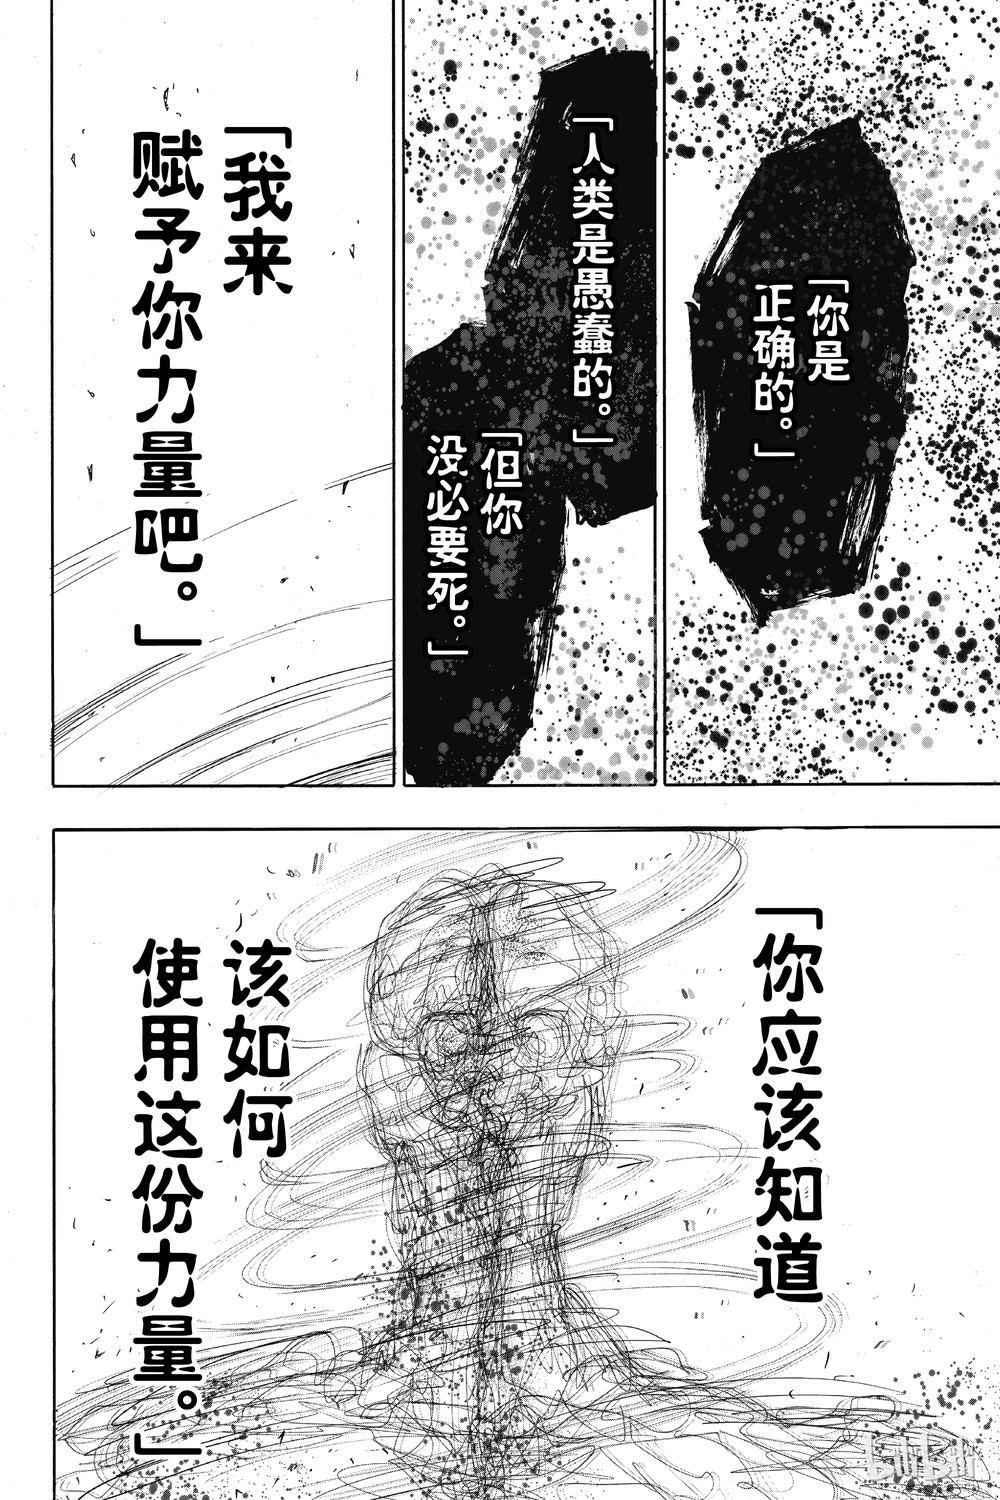 「你是
正确的。」
「人类是愚蠢的。」
「但你
没必要死。」
「我来
赋予你力量吧。」
「你应该知道
该如何
使用这份力量。」
bilibili